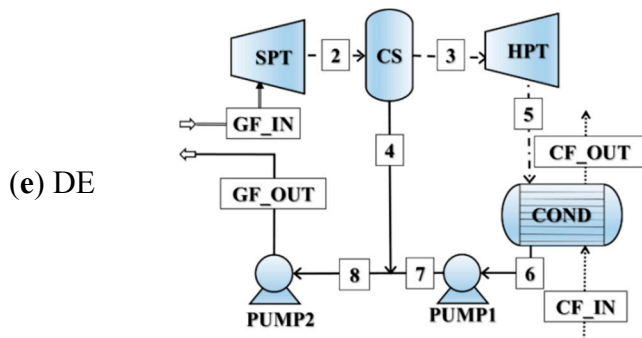 SPT
2
CS
3
HPT
GF_IN
5
4
CF_OUT
(e) DE
GF_OUT
COND
8
7
6
PUMP2
PUMP1
CF_IN